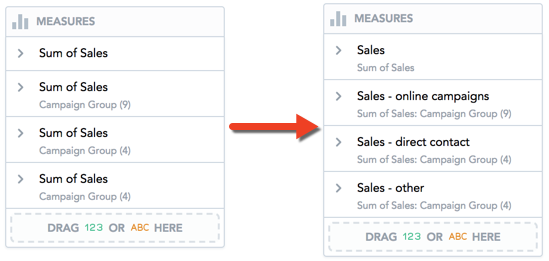 MEASURES
Sum of Sales
Sum of Sales
Campaign Group (9)
Sum of Sales
Campaign Group (4)
Sum of Sales
Campaign Group (4)
DRAG 123 OR ABC HERE
MEASURES
Sales
Sum of Sales
Sales - online campaigns
Sum of Sales: Campaign Group (9)
Sales - direct contact
Sum of Sales: Campaign Group (4)
Sales - other
Sum of Sales: Campaign Group (4)
DRAG 123 OR ABC HERE